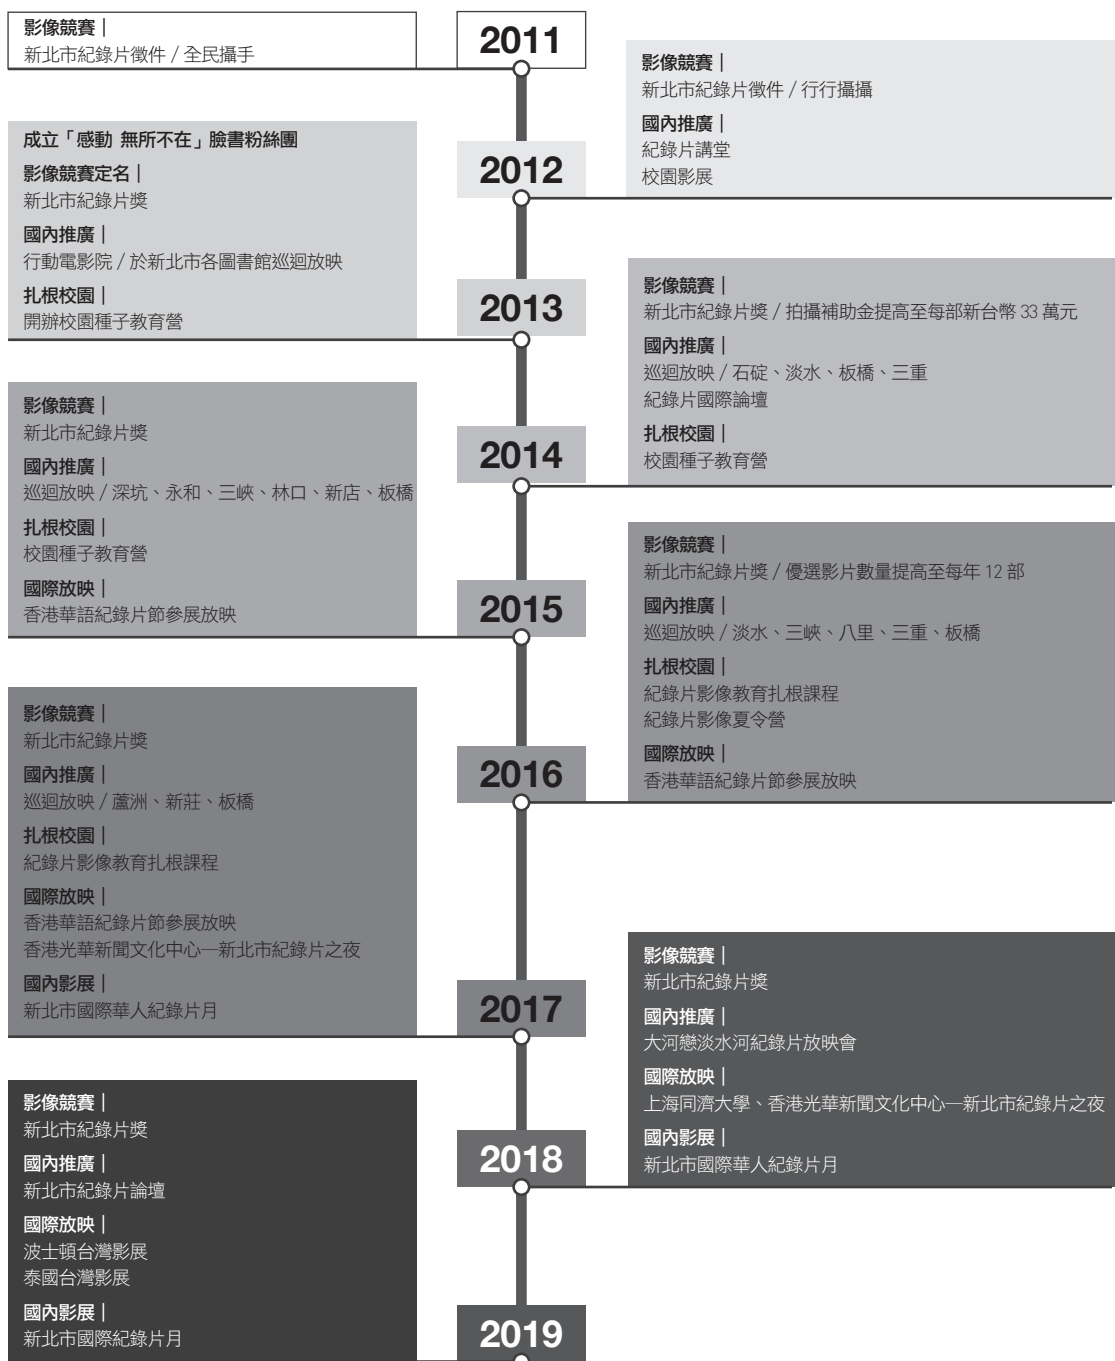 2011
影像競賽｜
新北市紀錄片徵件 / 全民攝手
2012
影像競賽｜
新北市紀錄片徵件 / 行行攝攝
國內推廣｜
紀錄片講堂
校園影展
2013
成立「感動 無所不在」臉書粉絲團
影像競賽定名｜
新北市紀錄片獎
國內推廣｜
行動電影院 / 於新北市各圖書館巡迴放映
扎根校園｜
開辦校園種子教育營
2014
影像競賽｜
新北市紀錄片獎 / 拍攝補助金提高至每部新台幣 33 萬元
國內推廣｜
巡迴放映 / 石碇、淡水、板橋、三重
紀錄片國際論壇
扎根校園｜
校園種子教育營
2015
影像競賽｜
新北市紀錄片獎
國內推廣｜
巡迴放映 / 深坑、永和、三峽、林口、新店、板橋
扎根校園｜
校園種子教育營
國際放映｜
香港華語紀錄片節參展放映
2016
影像競賽｜
新北市紀錄片獎 / 優選影片數量提高至每年 12 部
國內推廣｜
巡迴放映 / 淡水、三峽、八里、三重、板橋
扎根校園｜
紀錄片影像教育扎根課程
紀錄片影像夏令營
國際放映｜
香港華語紀錄片節參展放映
2017
影像競賽｜
新北市紀錄片獎
國內推廣｜
巡迴放映 / 蘆洲、新莊、板橋
扎根校園｜
紀錄片影像教育扎根課程
國際放映｜
香港華語紀錄片節參展放映
香港光華新聞文化中心—新北市紀錄片之夜
國內影展｜
新北市國際華人紀錄片月
2018
影像競賽｜
新北市紀錄片獎
國內推廣｜
大河戀淡水河紀錄片放映會
國際放映｜
上海同濟大學、香港光華新聞文化中心—新北市紀錄片之夜
國內影展｜
新北市國際華人紀錄片月
2019
影像競賽｜
新北市紀錄片獎
國內推廣｜
新北市紀錄片論壇
國際放映｜
波士頓台灣影展
泰國台灣影展
國內影展｜
新北市國際紀錄片月